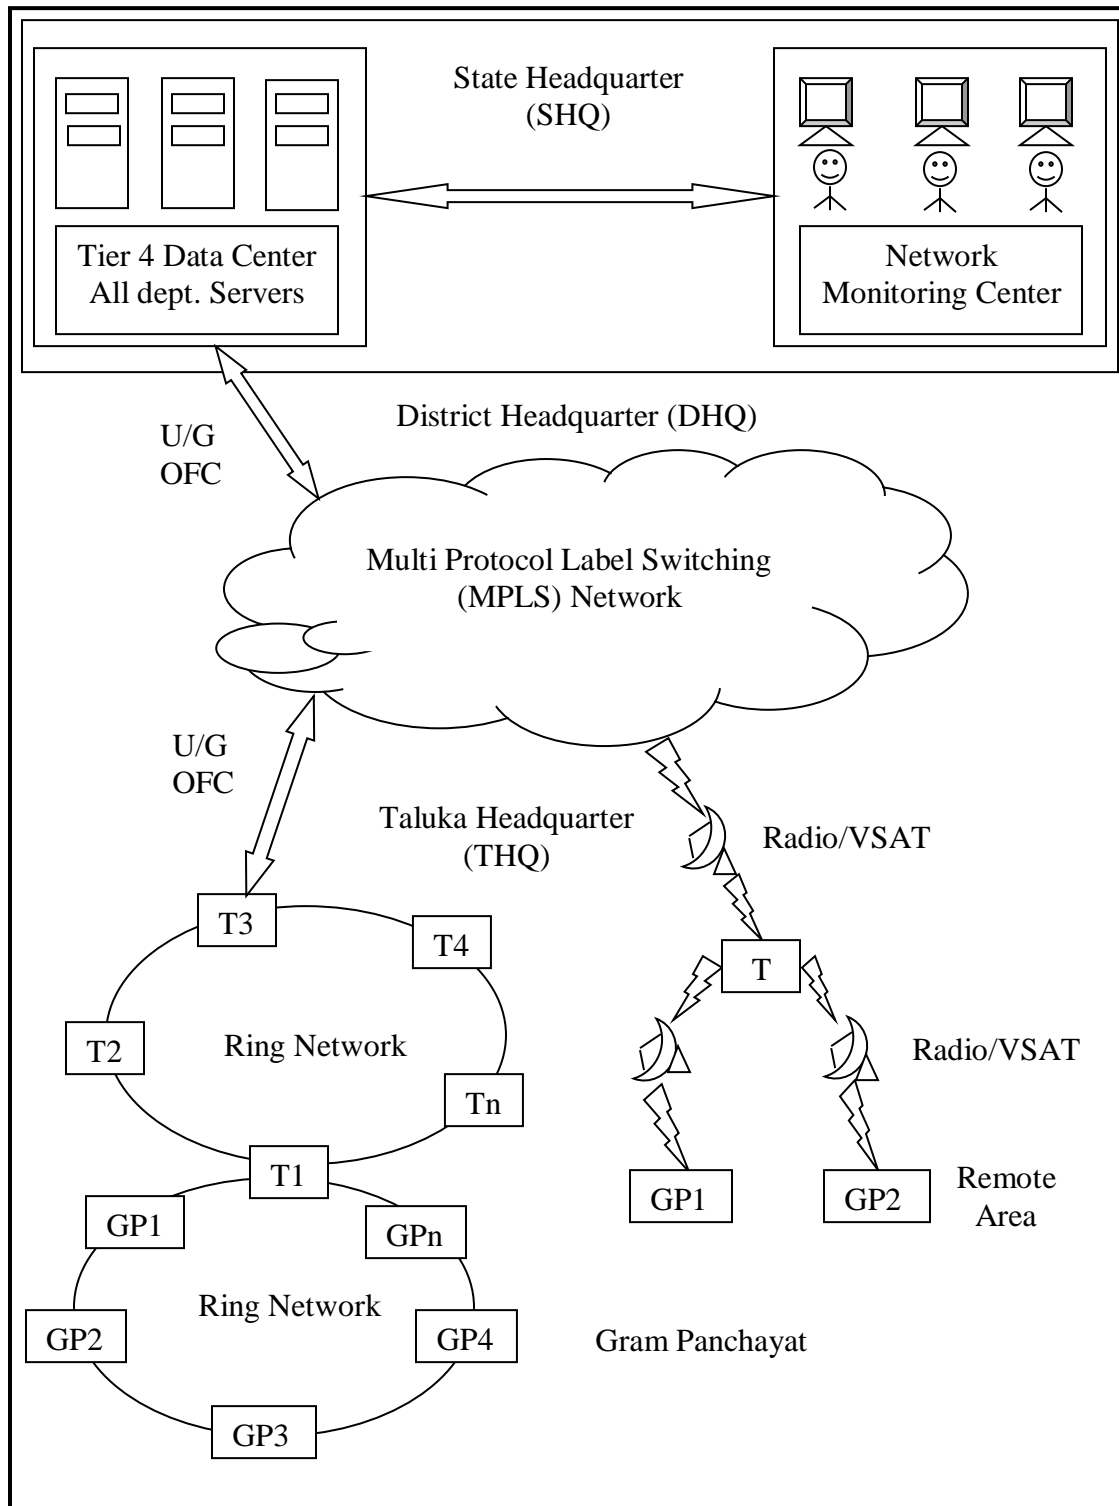 State Headquarter
(SHQ)
Tier 4 Data Center
All dept. Servers
Network
Monitoring Center
District Headquarter (DHQ)
U/G
OFC
Multi Protocol Label Switching
(MPLS) Network
U/G
OFC
Taluka Headquarter
(THQ)
Radio/VSAT
T3
T4
T
T2
Ring Network
Radio/VSAT
Tn
T1
GP1
GP2
Remote
Area
GP1
GPn
Ring Network
GP2
GP4
Gram Panchayat
GP3